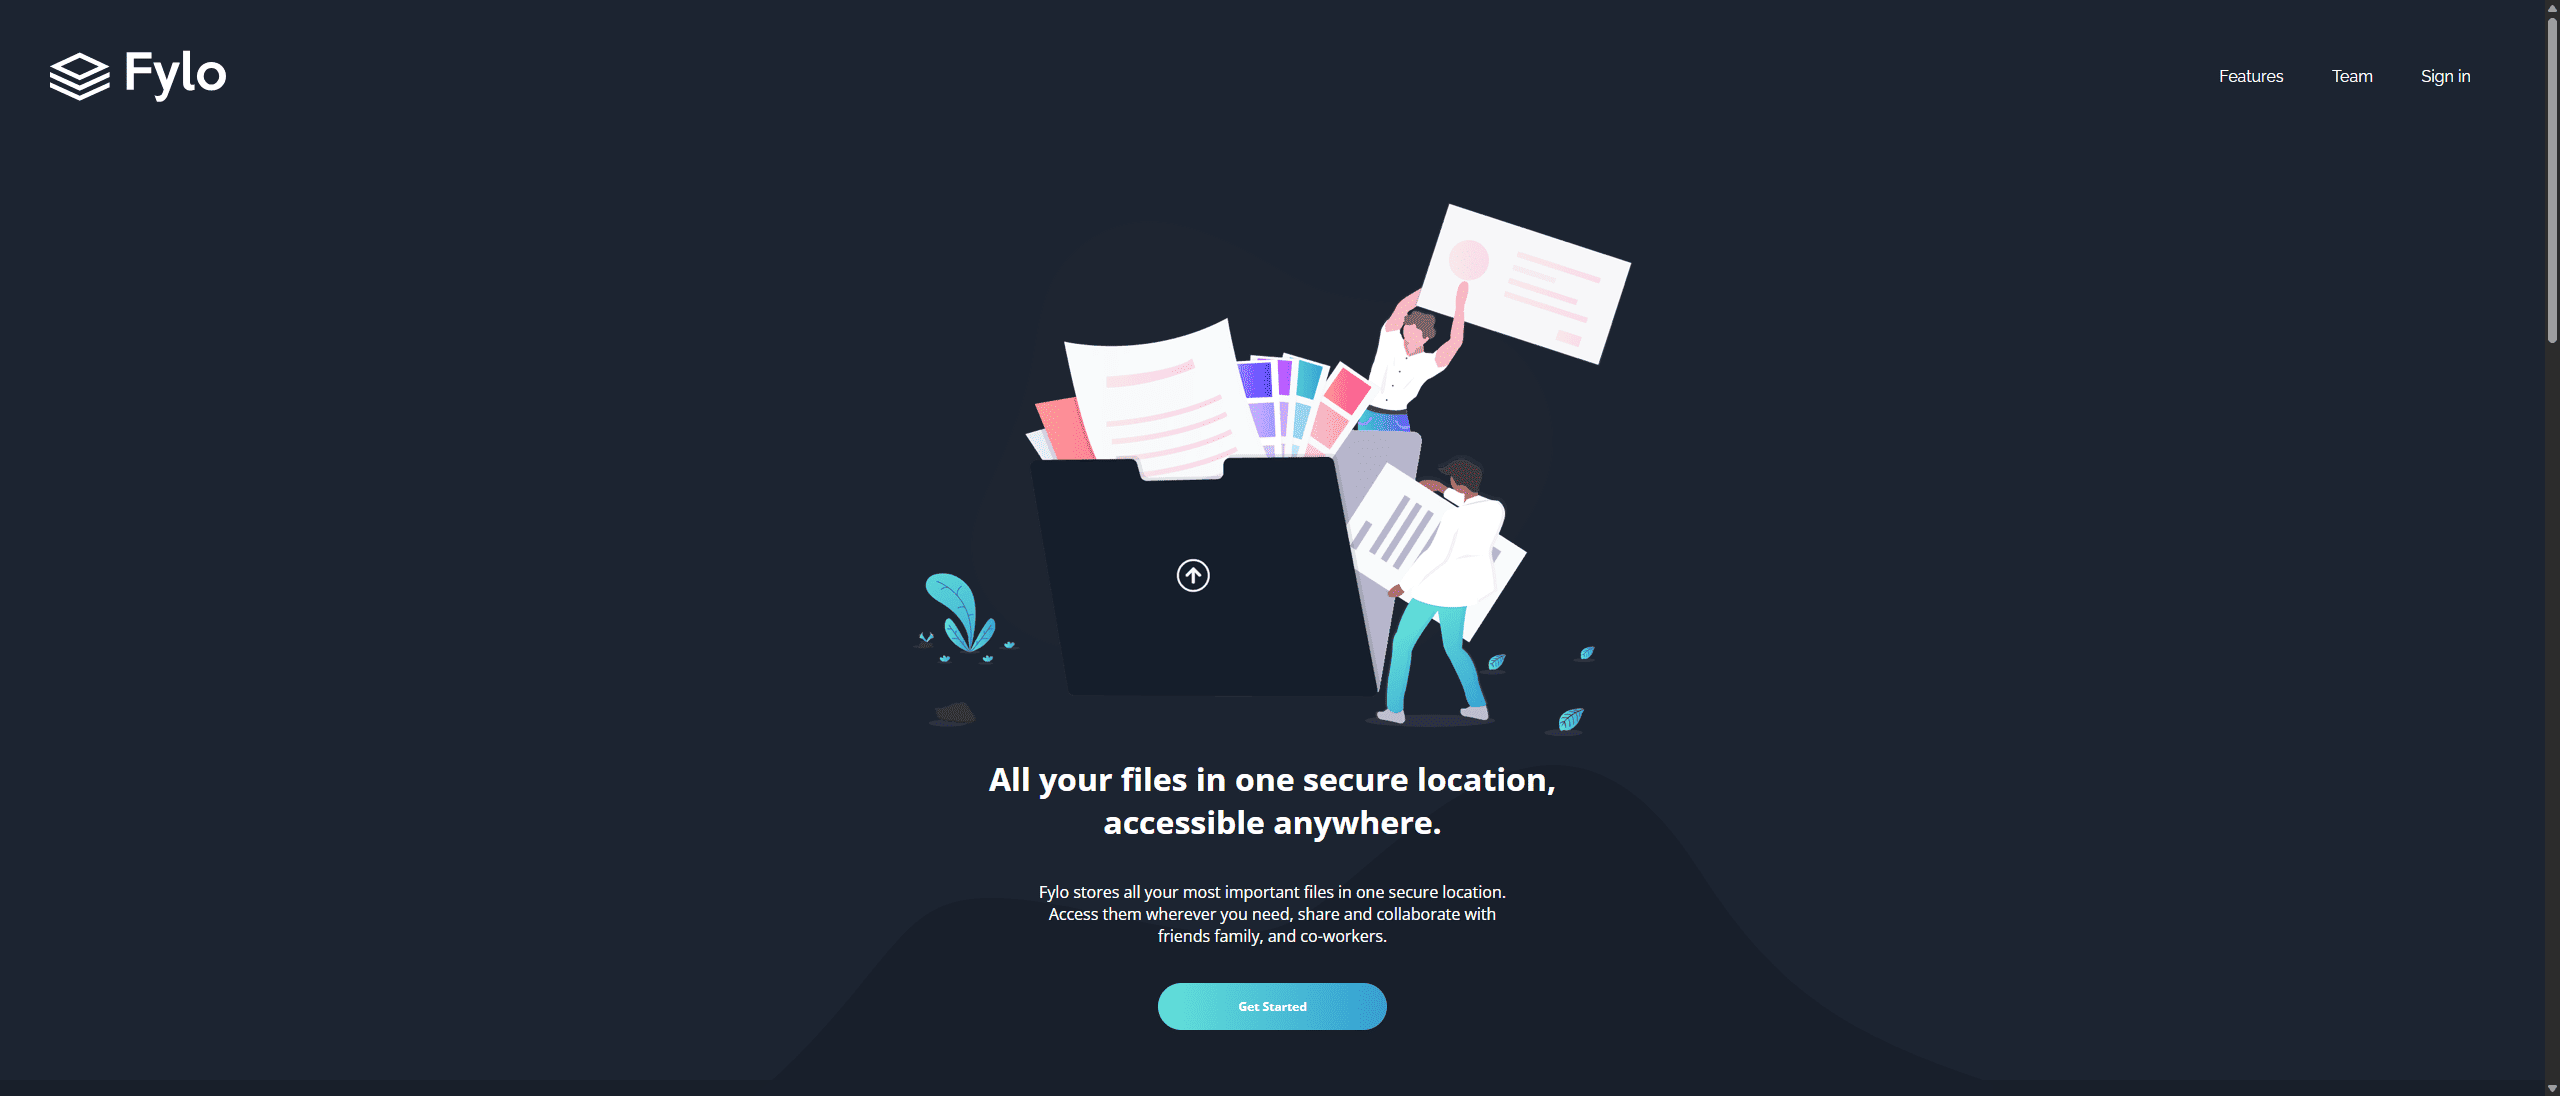 Fylo
Features Team Sign in
All your files in one secure location,
accessible anywhere.
Fylo stores all your most important files in one secure location.
Access them wherever you need, share and collaborate with
friends family, and co-workers.
Get Started